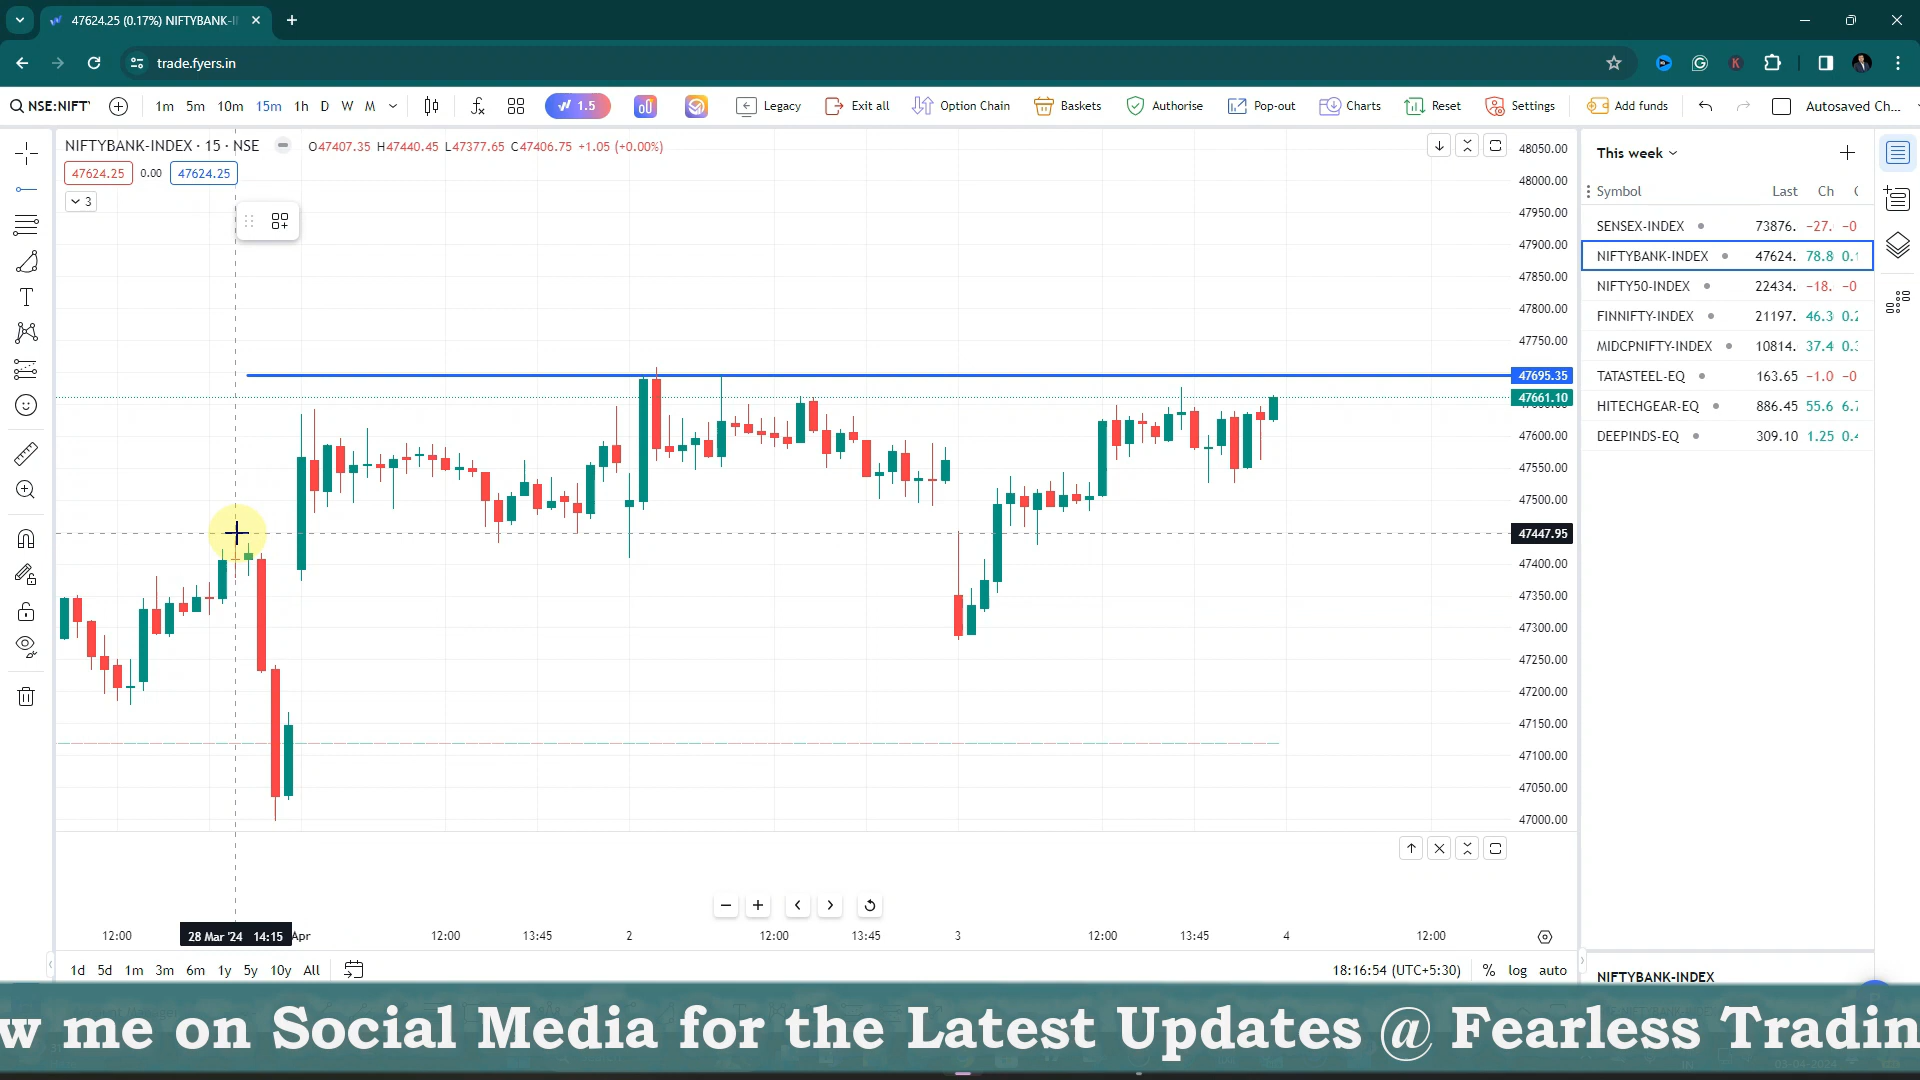 47624.25 (0.17%) NIFTYBANK-I
trade.fyers.in
NSE:NIFT
1m 5m 10m 15m 1h D W M
1.5
Legacy
Exit all
Option Chain
Baskets
Authorise
Pop-out
Charts
Reset
Settings
Add funds
Autosaved Ch...
NIFTYBANK-INDEX · 15 · NSE
O47407.35 H47440.45 L47377.65 C47406.75 +1.05 (+0.00%)
47624.25 0.00 47624.25
3
48050.00
48000.00
47950.00
47900.00
47850.00
47800.00
47750.00
47695.35
47661.10
47600.00
47550.00
47500.00
47447.95
47400.00
47350.00
47300.00
47250.00
47200.00
47150.00
47100.00
47050.00
47000.00
12:00 28 Mar '24 14:15 Apr 12:00 13:45 2 12:00 13:45 3 12:00 13:45 4 12:00
1d 5d 1m 3m 6m 1y 5y 10y All
18:16:54 (UTC+5:30) % log auto
This week
Symbol Last Ch
SENSEX-INDEX 73876. -27. -0
NIFTYBANK-INDEX 47624. 78.8 0.1
NIFTY50-INDEX 22434. -18. -0
FINNIFTY-INDEX 21197. 46.3 0.2
MIDCPNIFTY-INDEX 10814. 37.4 0.3
TATASTEEL-EQ 163.65 -1.0 -0
HITECHGEAR-EQ 886.45 55.6 6.7
DEEPINDS-EQ 309.10 1.25 0.4
NIFTYBANK-INDEX
w me on Social Media for the Latest Updates @ Fearless Tradin